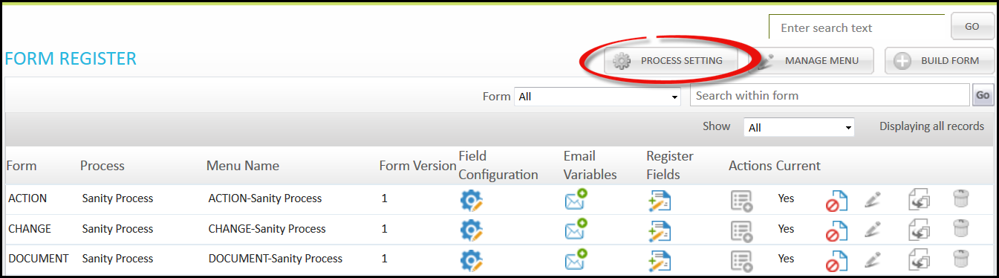 Enter search text GO
FORM REGISTER PROCESS SETTING MANAGE MENU BUILD FORM
Form All Search within form Go
Show All Displaying all records
Form Process Menu Name Form Version Field Configuration Email Variables Register Fields Actions Current
ACTION Sanity Process ACTION-Sanity Process 1 Yes
CHANGE Sanity Process CHANGE-Sanity Process 1 Yes
DOCUMENT Sanity Process DOCUMENT-Sanity Process 1 Yes